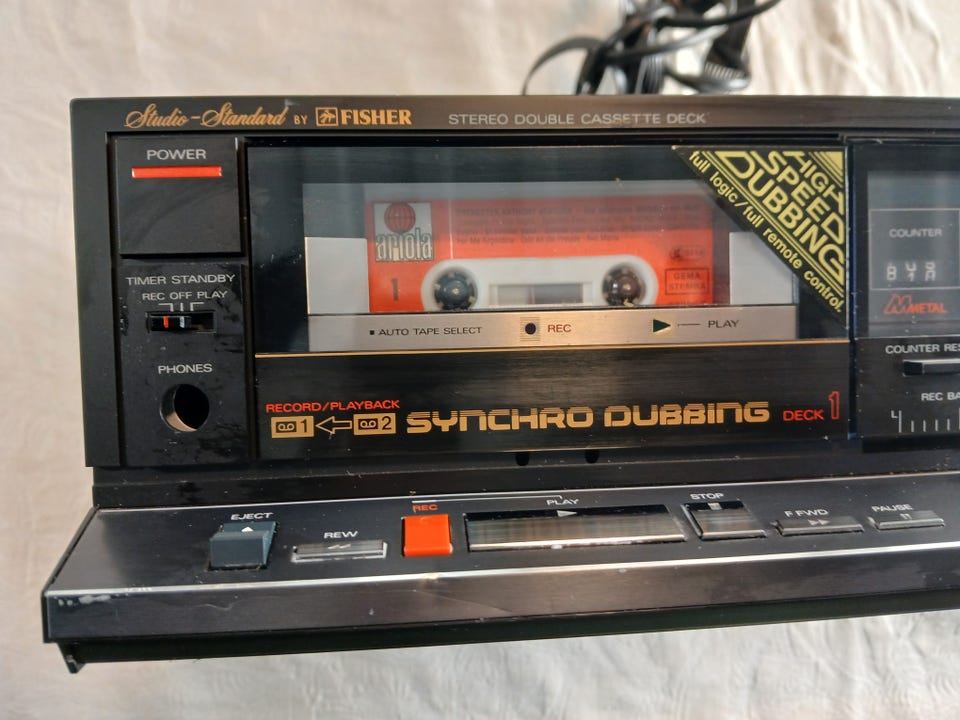 Studio-Standard BY FISHER
STEREO DOUBLE CASSETTE DECK
POWER
TIMER STANDBY
REC OFF PLAY
PHONES
HIGH
SPEED
DUBBING
full logic/full remote control.
ariola
1
GEMA
STEMRA
AUTO TAPE SELECT
REC
PLAY
RECORD/PLAYBACK
1
2
SYNCHRO DUBBING
DECK 1
COUNTER
METAL
COUNTER RES
REC BA
4
EJECT
REW
REC
PLAY
STOP
F FWD
PAUSE